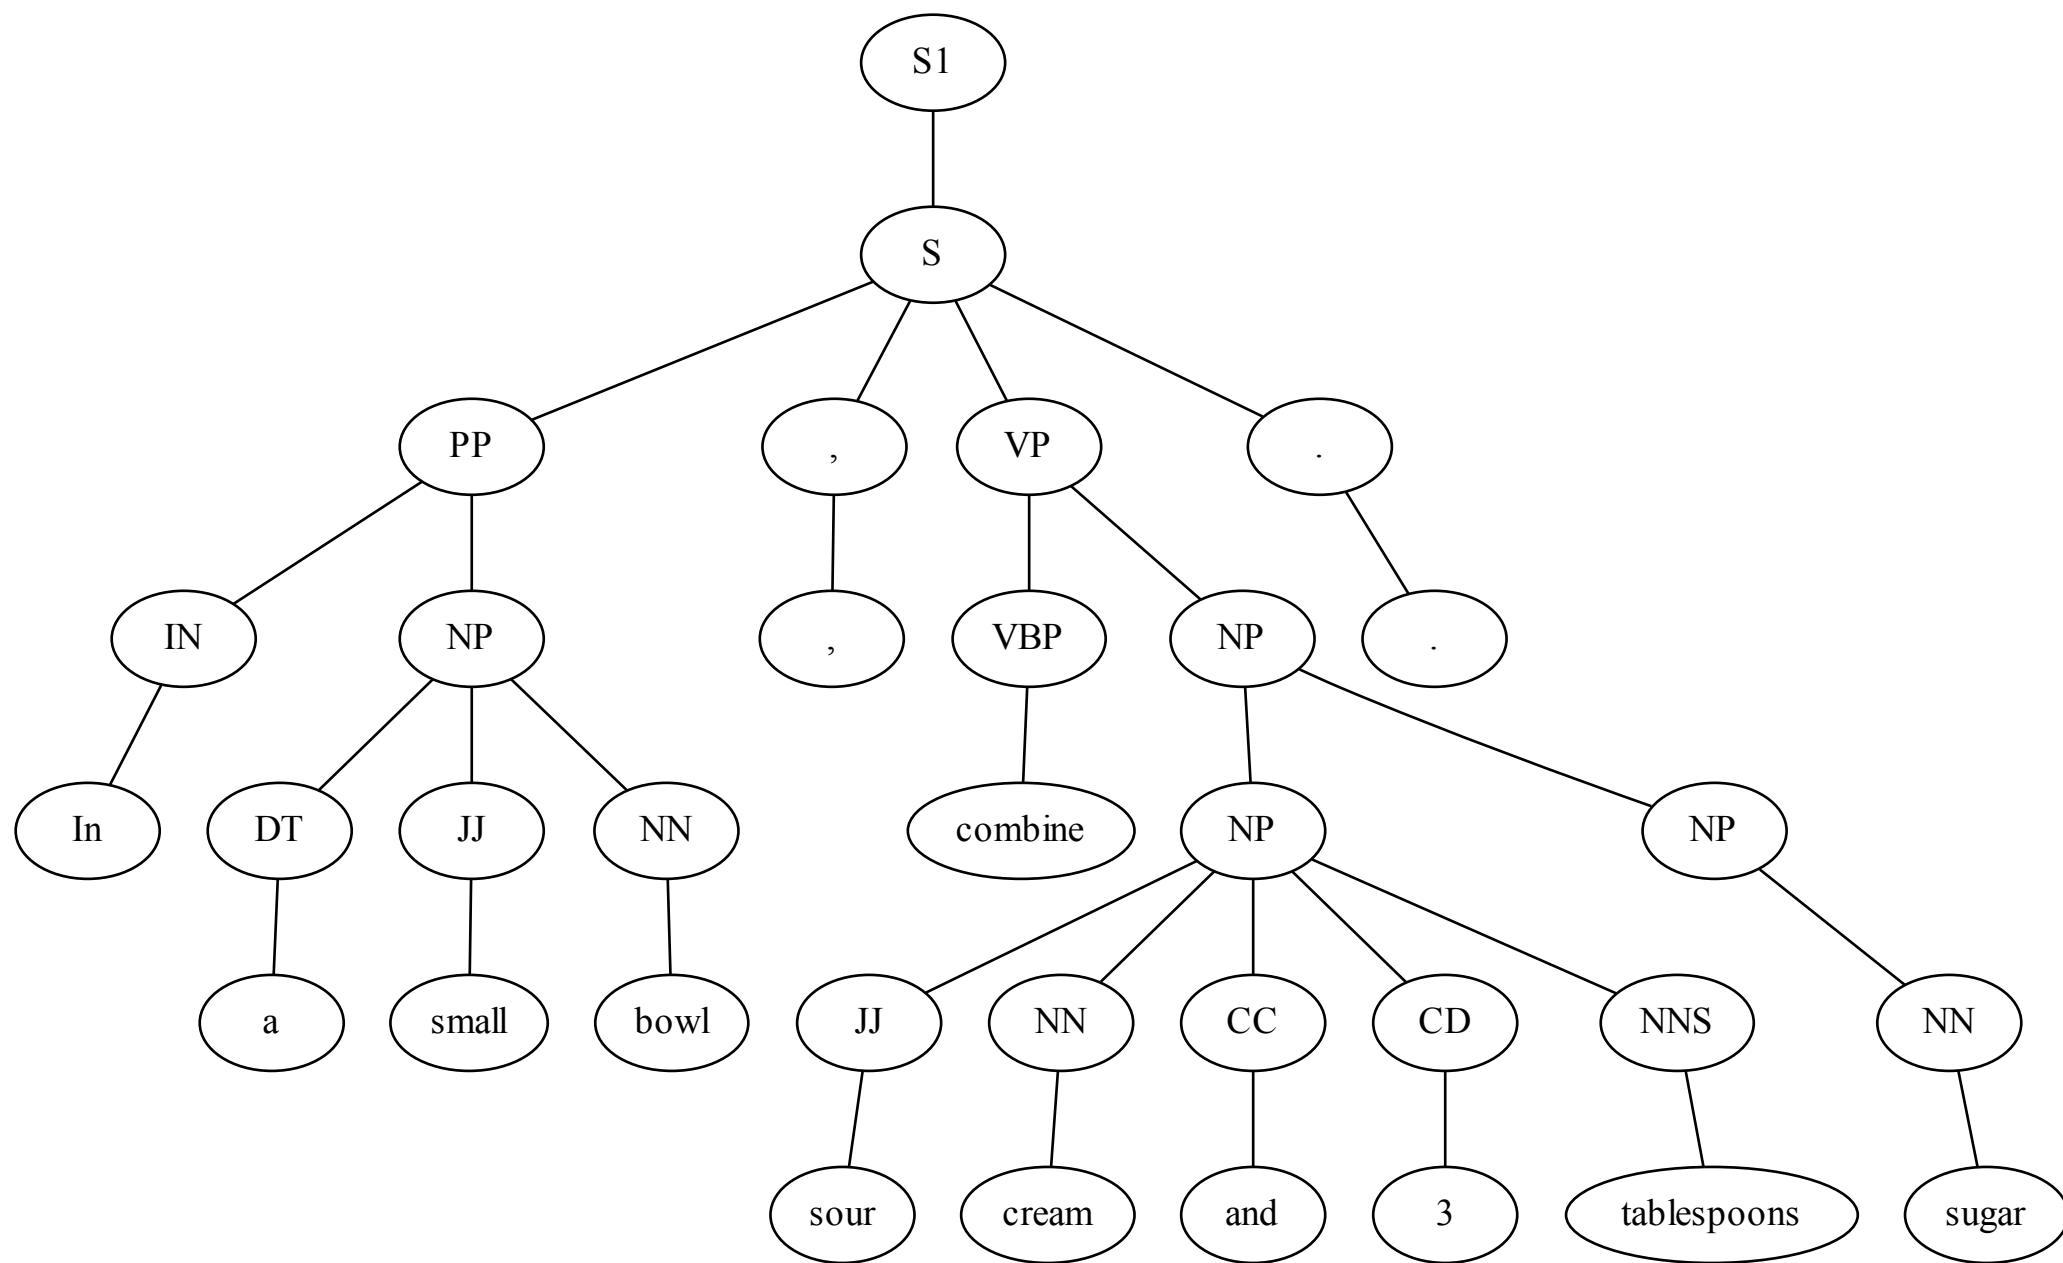 S1
S
PP , VP .
IN NP , VBP NP .
In DT JJ NN combine NP NP
a small bowl JJ NN CC CD NNS NN
sour cream and 3 tablespoons sugar